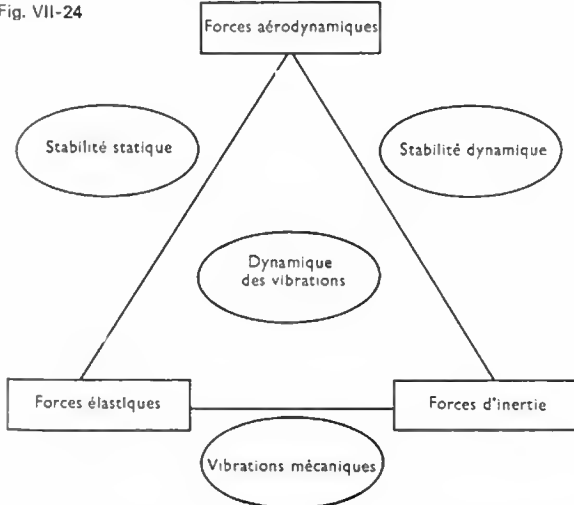 Fig. VII-24
Forces aérodynamiques
Stabilité statique
Stabilité dynamique
Dynamique
des vibrations
Forces élastiques
Forces d'inertie
Vibrations mécaniques